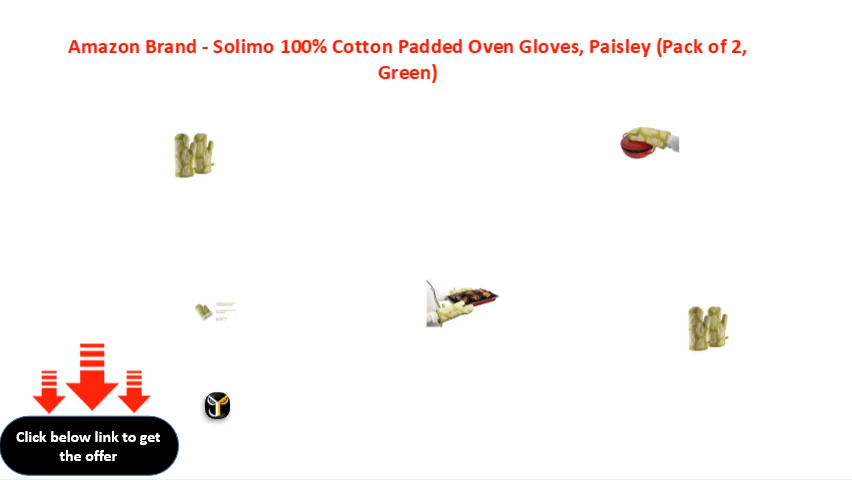 Amazon Brand - Solimo 100% Cotton Padded Oven Gloves, Paisley (Pack of 2,
Green)
Click below link to get
the offer